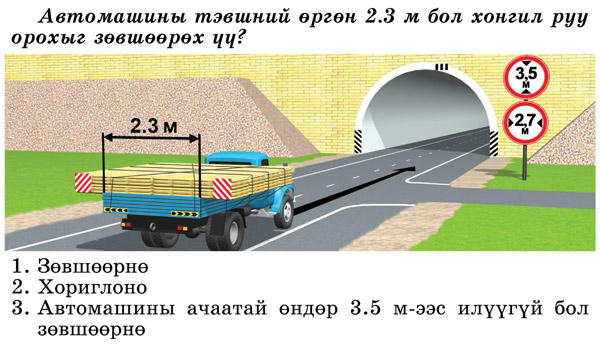 Автомашины тэвшний өргөн 2.3 м бол хонгил руу
орохыг зөвшөөрөх үү?
2.3 м
3,5
м
2,7
м
1. Зөвшөөрнө
2. Хориглоно
3. Автомашины ачаатай өндөр 3.5 м-ээс илүүгүй бол
зөвшөөрнө